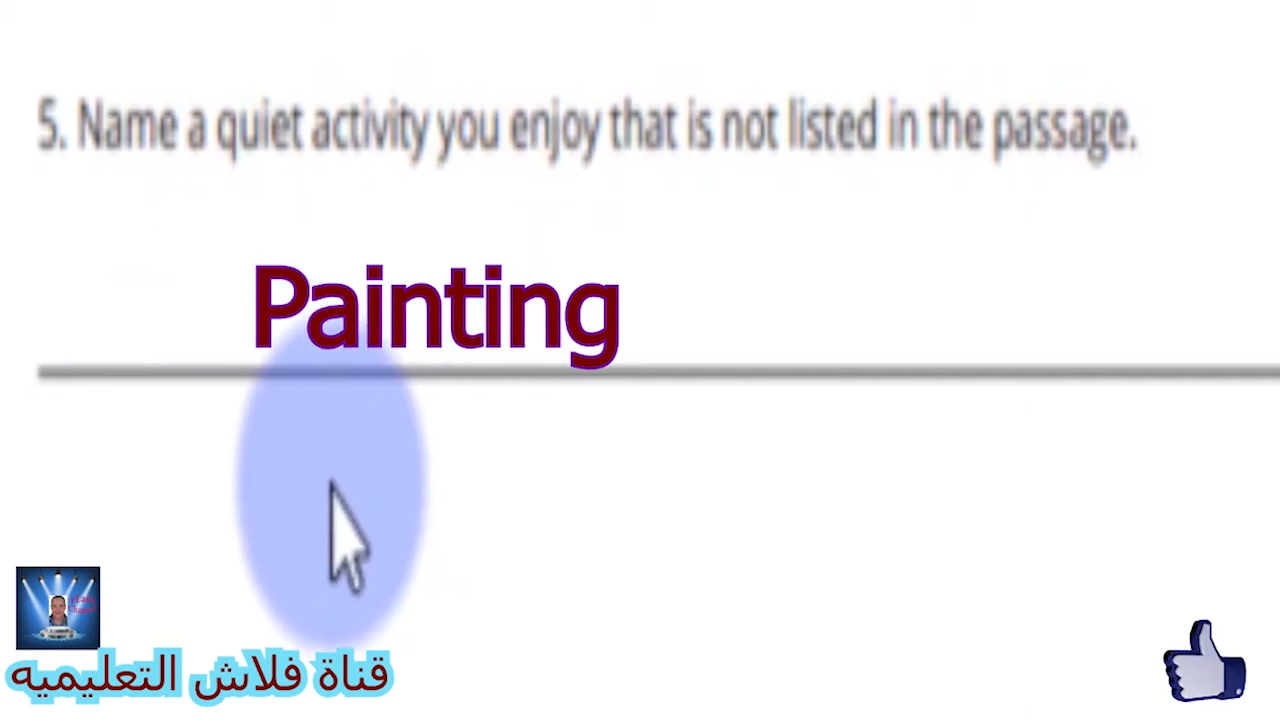 5. Name a quiet activity you enjoy that is not listed in the passage.
Painting
قناة فلاش التعليميه